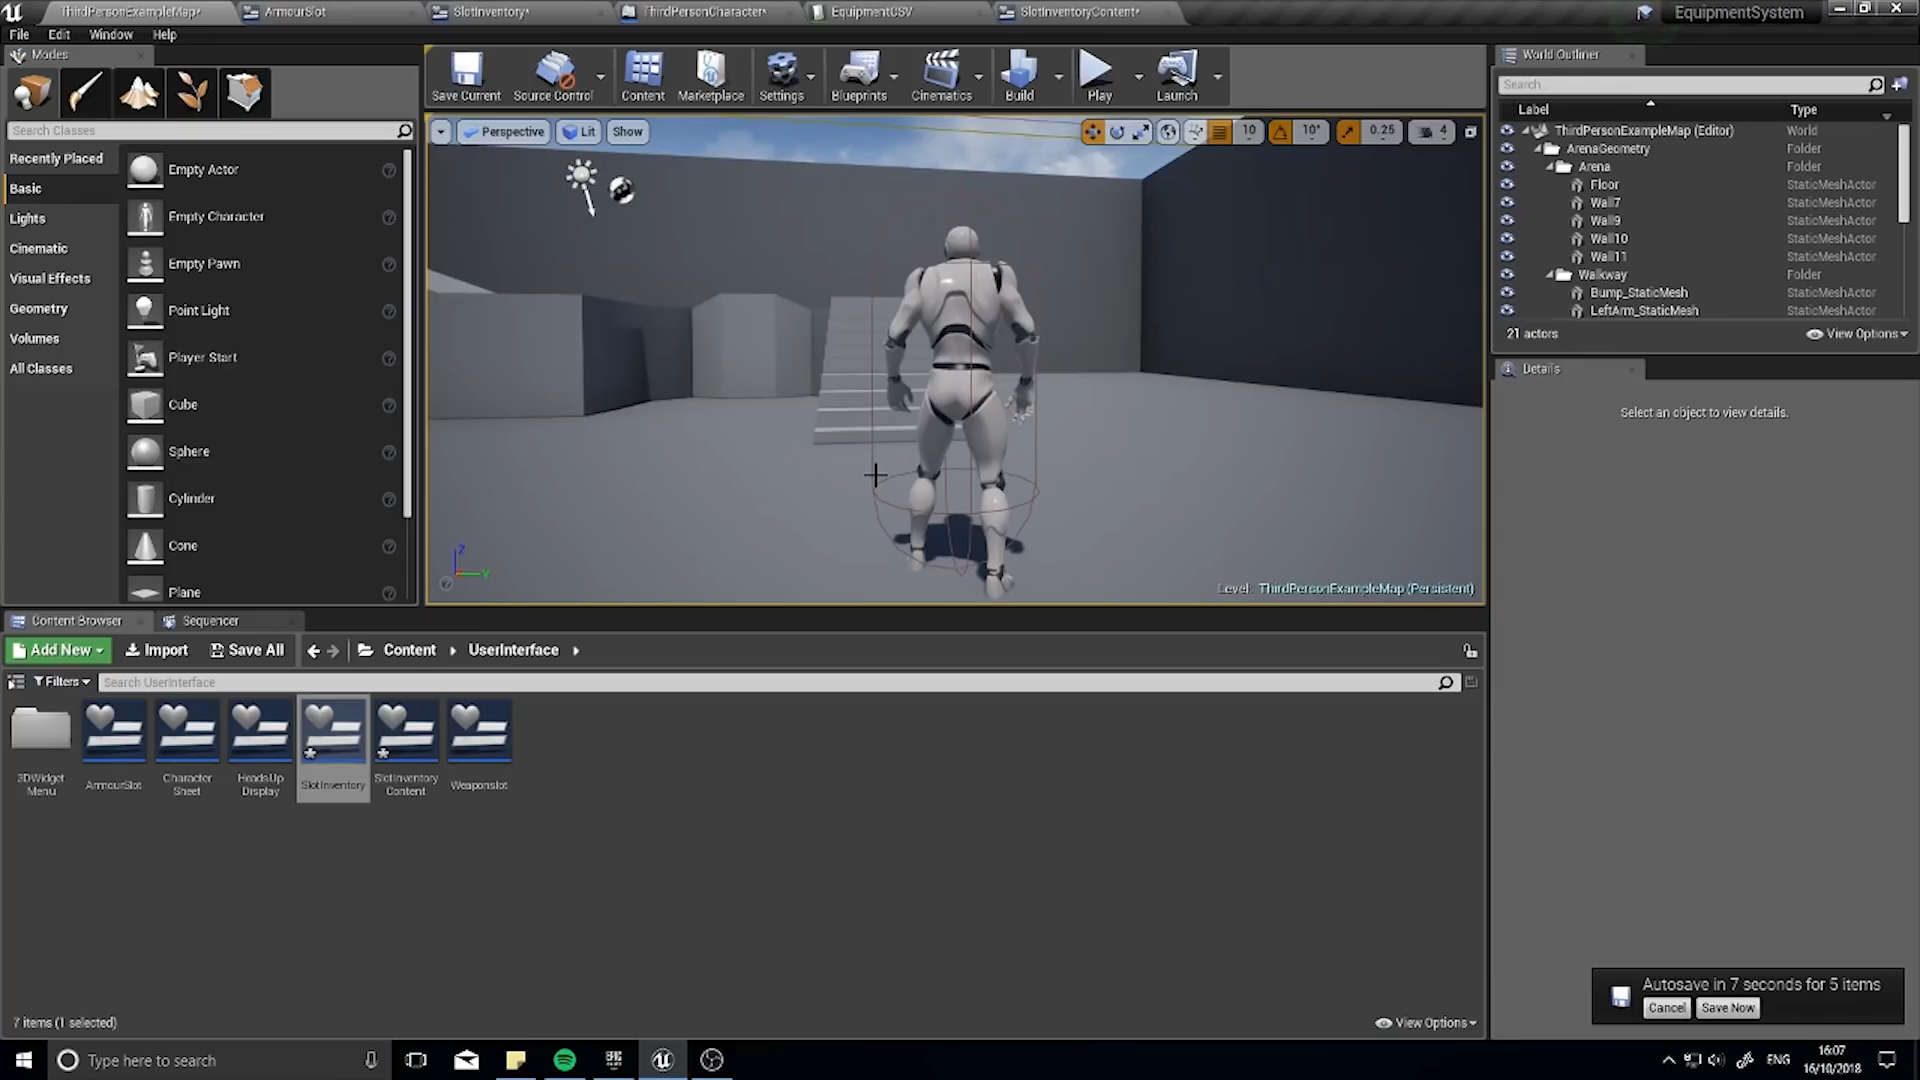 ThirdPersonExampleMap*
ArmourSlot
SlotInventory*
ThirdPersonCharacter*
EquipmentCSV
SlotInventoryContent*
EquipmentSystem
File Edit Window Help
Modes
Search Classes
Recently Placed
Basic
Lights
Cinematic
Visual Effects
Geometry
Volumes
All Classes
Empty Actor
Empty Character
Empty Pawn
Point Light
Player Start
Cube
Sphere
Cylinder
Cone
Plane
Save Current
Source Control
Content
Marketplace
Settings
Blueprints
Cinematics
Build
Play
Launch
Perspective
Lit
Show
10
10°
0.25
4
Z
Y
Level: ThirdPersonExampleMap (Persistent)
World Outliner
Search
Label Type
ThirdPersonExampleMap (Editor) World
ArenaGeometry Folder
Arena Folder
Floor StaticMeshActor
Wall7 StaticMeshActor
Wall9 StaticMeshActor
Wall10 StaticMeshActor
Wall11 StaticMeshActor
Walkway Folder
Bump_StaticMesh StaticMeshActor
LeftArm_StaticMesh StaticMeshActor
21 actors
View Options
Details
Select an object to view details.
Content Browser
Sequencer
Add New
Import
Save All
Content
UserInterface
Filters
Search UserInterface
3DWidget
Menu
ArmourSlot
Character
Sheet
HeadsUp
Display
SlotInventory
SlotInventory
Content
Weaponslot
7 items (1 selected)
View Options
Autosave in 7 seconds for 5 items
Cancel
Save Now
Type here to search
ENG
16:07
16/10/2018